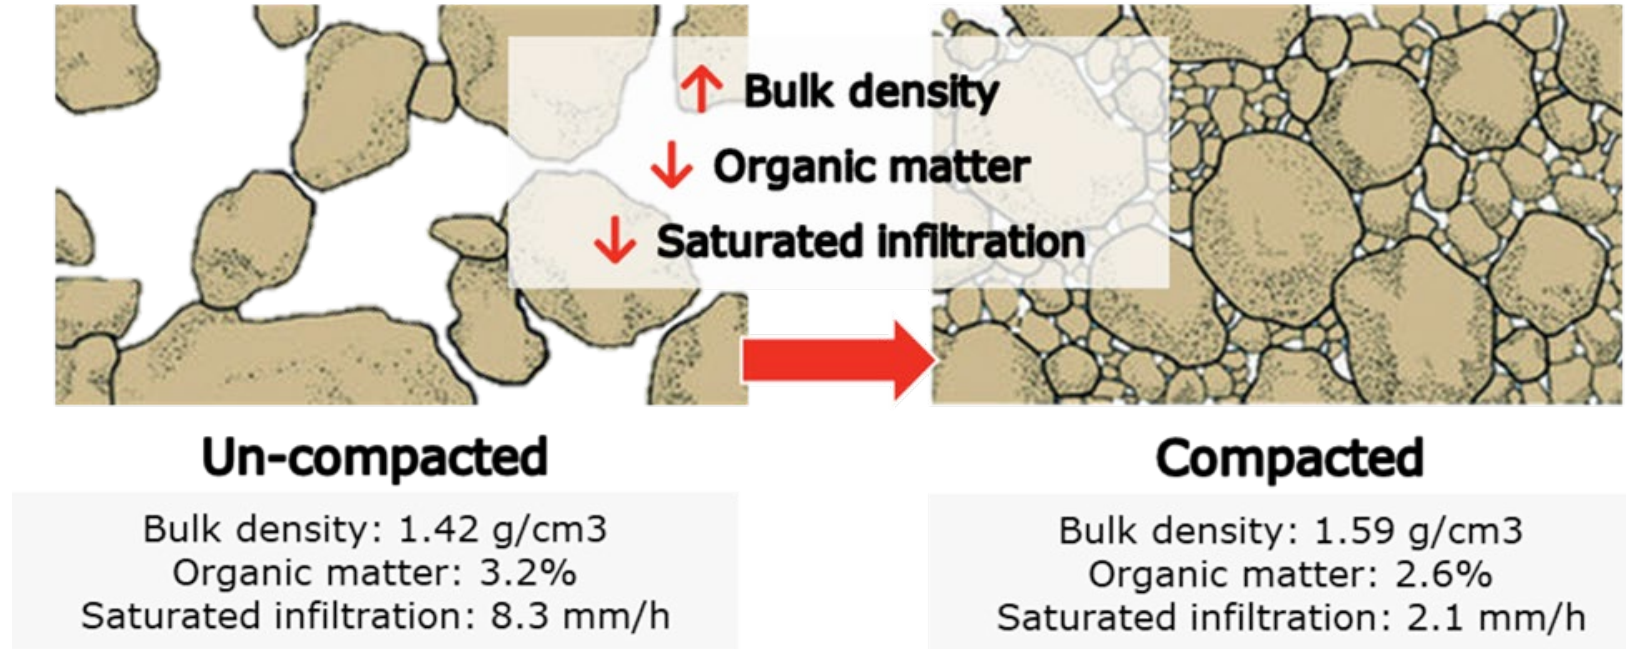 ↑ Bulk density
↓ Organic matter
↓ Saturated infiltration
Un-compacted
Bulk density: 1.42 g/cm3
Organic matter: 3.2%
Saturated infiltration: 8.3 mm/h
Compacted
Bulk density: 1.59 g/cm3
Organic matter: 2.6%
Saturated infiltration: 2.1 mm/h